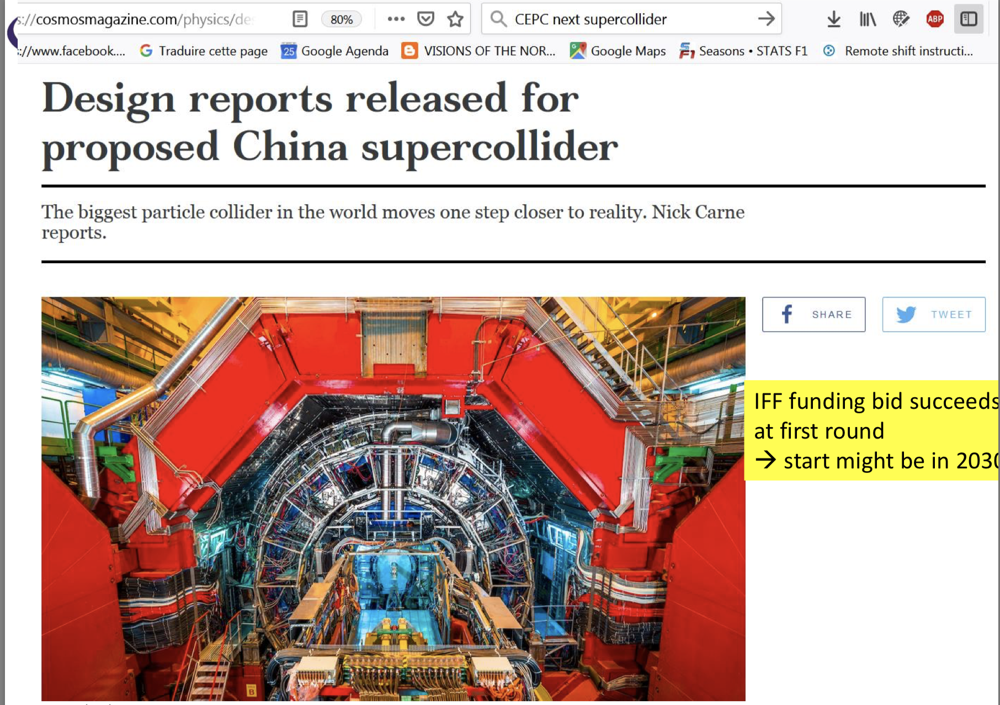 s://cosmosmagazine.com/physics/de
80%
CEPC next supercollider
ABP
://www.facebook....
Traduire cette page
25 Google Agenda
VISIONS OF THE NOR...
Google Maps
Seasons • STATS F1
Remote shift instructi...
Design reports released for
proposed China supercollider
The biggest particle collider in the world moves one step closer to reality. Nick Carne
reports.
SHARE
TWEET
IFF funding bid succeeds
at first round
→ start might be in 2030
B